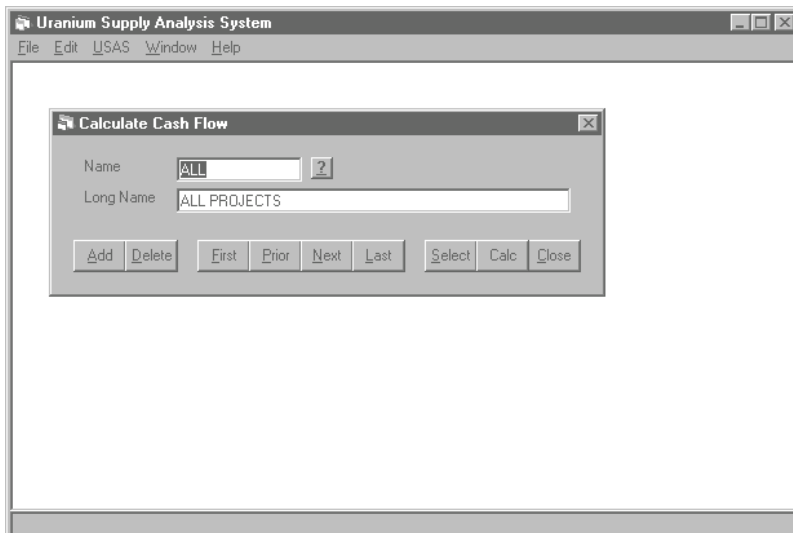 Uranium Supply Analysis System
File Edit USAS Window Help
Calculate Cash Flow
Name ALL ?
Long Name ALL PROJECTS
Add Delete First Prior Next Last Select Calc Close